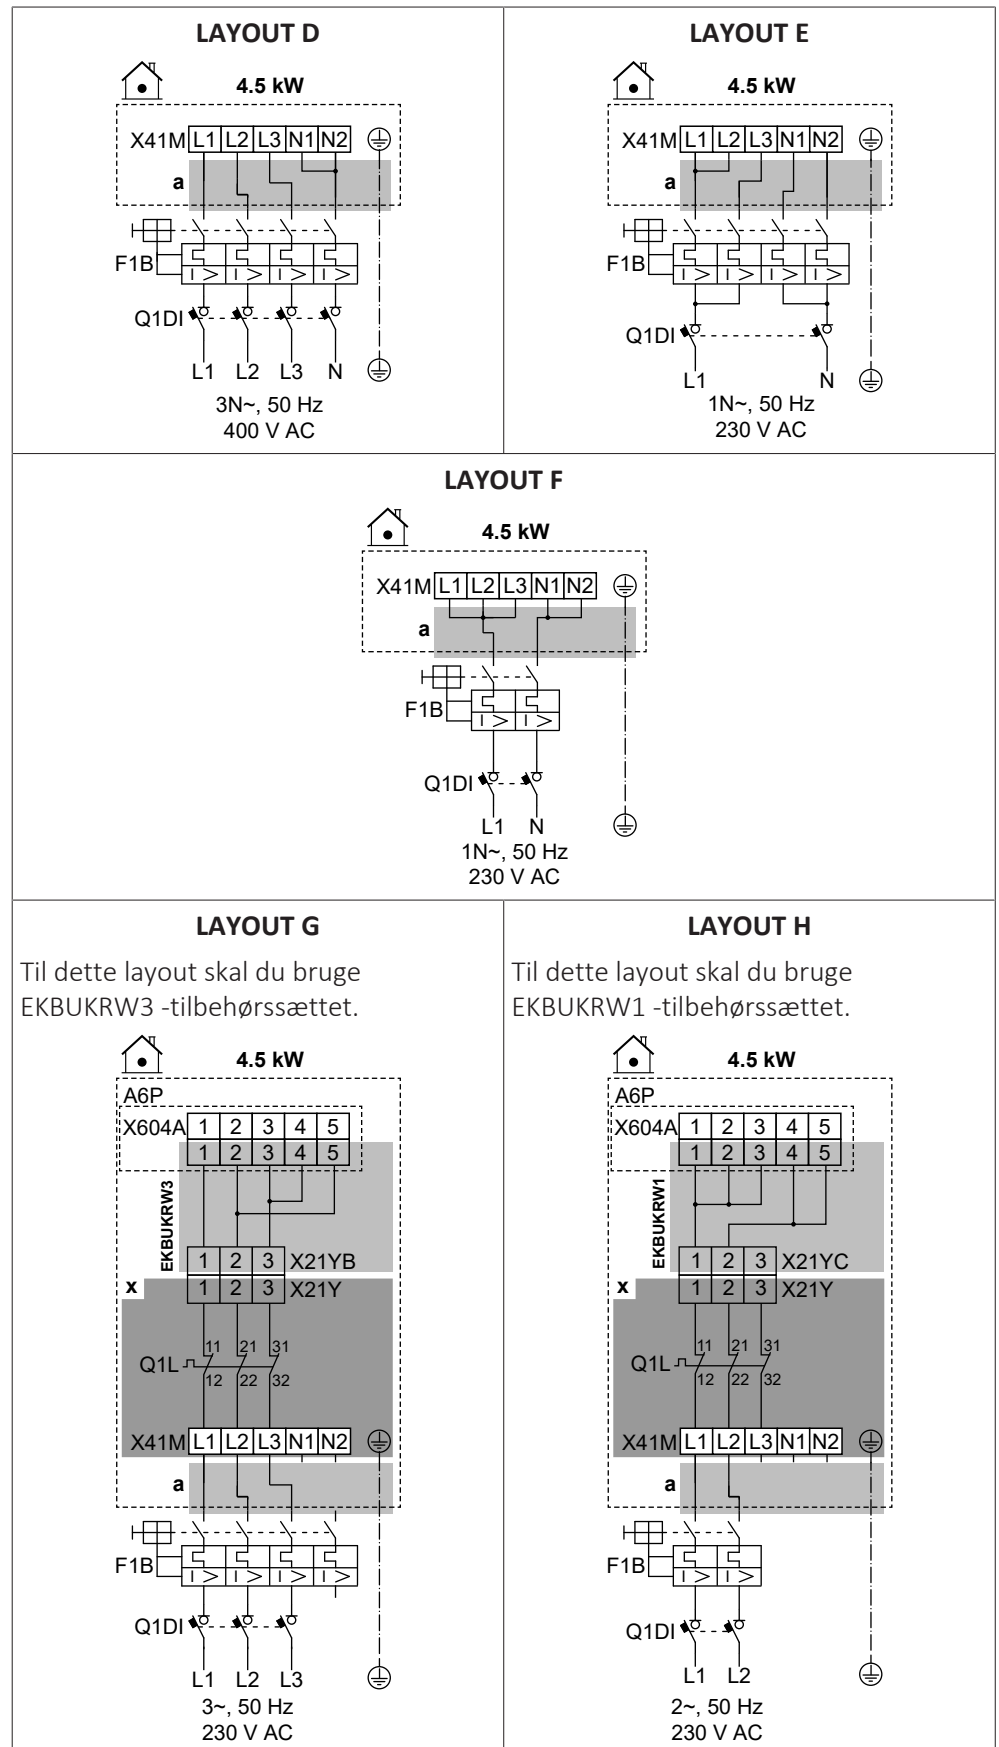 LAYOUT D
4.5 kW
X41M L1 L2 L3 N1 N2
a
F1B
I > I > I > I >
Q1DI
L1 L2 L3 N
3N~, 50 Hz
400 V AC
LAYOUT E
4.5 kW
X41M L1 L2 L3 N1 N2
a
F1B
I > I > I > I >
Q1DI
L1 N
1N~, 50 Hz
230 V AC
LAYOUT F
4.5 kW
X41M L1 L2 L3 N1 N2
a
F1B
I > I >
Q1DI
L1 N
1N~, 50 Hz
230 V AC
LAYOUT G
Til dette layout skal du bruge
EKBUKRW3 -tilbehørssættet.
4.5 kW
A6P
X604A 1 2 3 4 5
1 2 3 4 5
EKBUKRW3
1 2 3 X21YB
x
1 2 3 X21Y
11 21 31
Q1L
12 22 32
X41M L1 L2 L3 N1 N2
a
F1B
I > I > I > I >
Q1DI
L1 L2 L3
3~, 50 Hz
230 V AC
LAYOUT H
Til dette layout skal du bruge
EKBUKRW1 -tilbehørssættet.
4.5 kW
A6P
X604A 1 2 3 4 5
1 2 3 4 5
EKBUKRW1
1 2 3 X21YC
x
1 2 3 X21Y
11 21 31
Q1L
12 22 32
X41M L1 L2 L3 N1 N2
a
F1B
I > I >
Q1DI
L1 L2
2~, 50 Hz
230 V AC